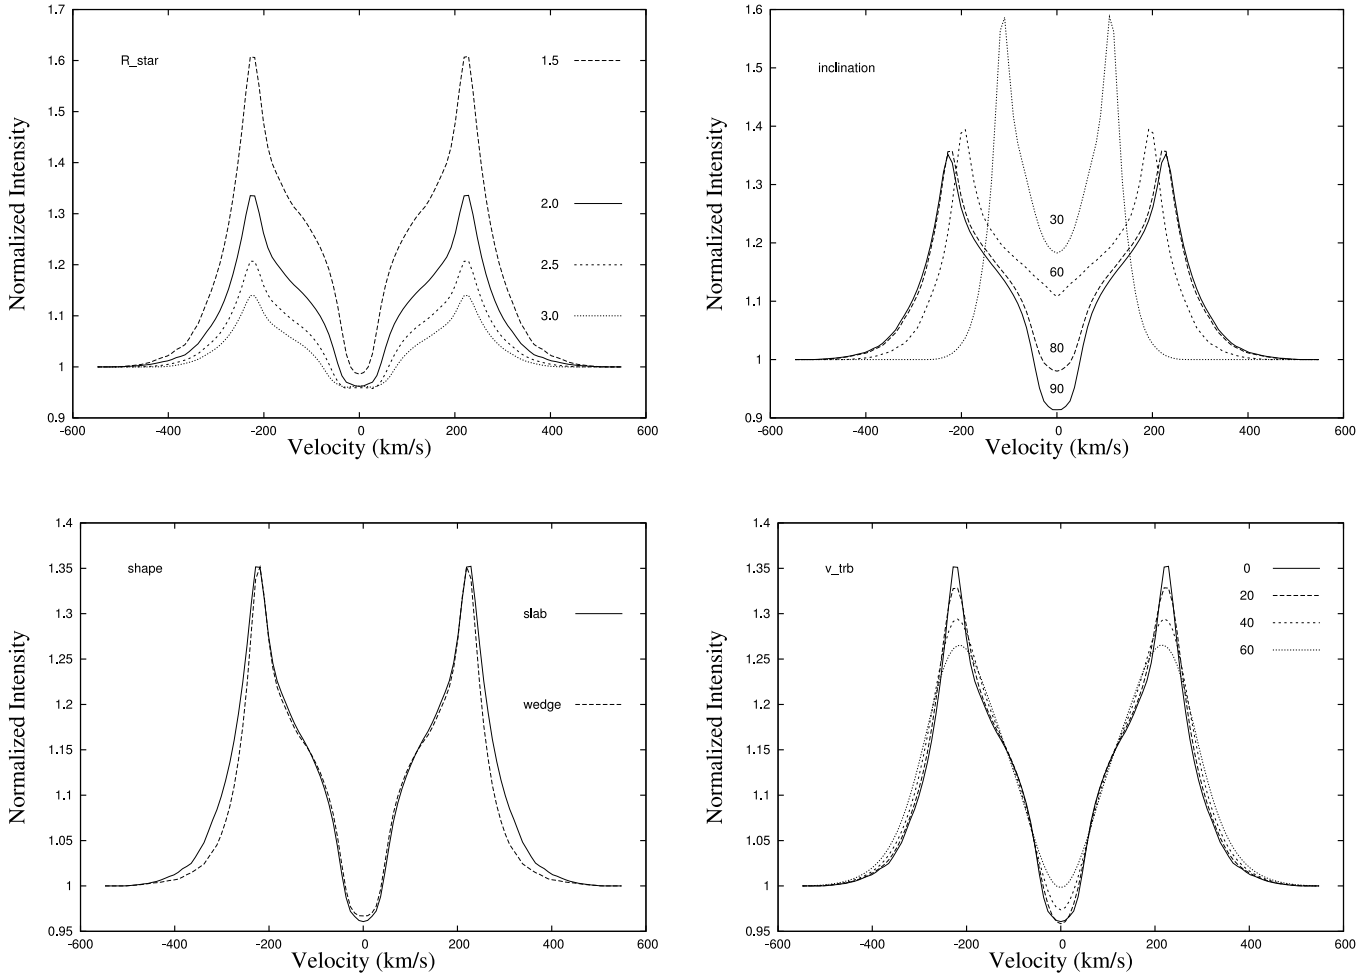 1.7
1.6
1.5
1.4
1.3
1.2
1.1
1
0.9
-600 -400 -200 0 200 400 600
Normalized Intensity
Velocity (km/s)
R_star
1.5
2.0
2.5
3.0
1.6
1.5
1.4
1.3
1.2
1.1
1
0.9
-600 -400 -200 0 200 400 600
Normalized Intensity
Velocity (km/s)
inclination
30
60
80
90
1.4
1.35
1.3
1.25
1.2
1.15
1.1
1.05
1
0.95
-600 -400 -200 0 200 400 600
Normalized Intensity
Velocity (km/s)
shape
slab
wedge
1.4
1.35
1.3
1.25
1.2
1.15
1.1
1.05
1
0.95
-600 -400 -200 0 200 400 600
Normalized Intensity
Velocity (km/s)
v_trb
0
20
40
60